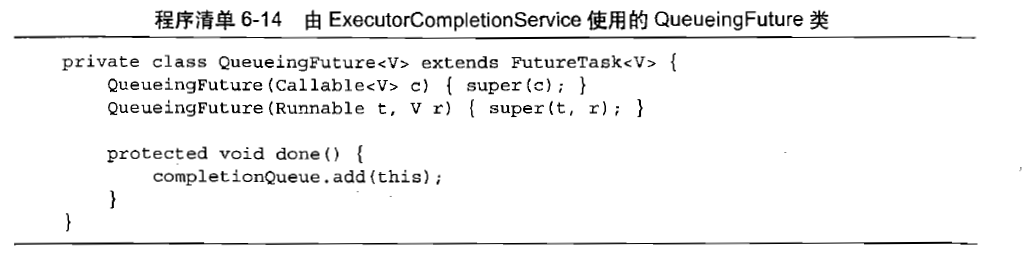 程序清单 6-14 由 ExecutorCompletionService 使用的 QueueingFuture 类
private class QueueingFuture<V> extends FutureTask<V> {
QueueingFuture(Callable<V> c) { super(c); }
QueueingFuture(Runnable t, V r) { super(t, r); }
protected void done() {
completionQueue.add(this);
}
}